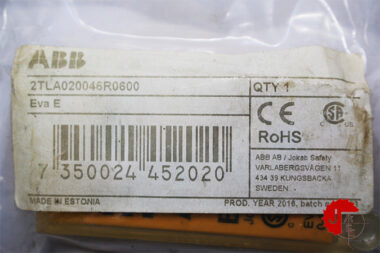 ABB
2TLA020046R0600
QTY 1
Eva E
CE
RoHS
7 350024 452020
ABB AB / Jokab Safety
VARLABERGSVÄGEN 11
434 39 KUNGSBACKA
SWEDEN
MADE IN ESTONIA
PROD. YEAR 2016, batch